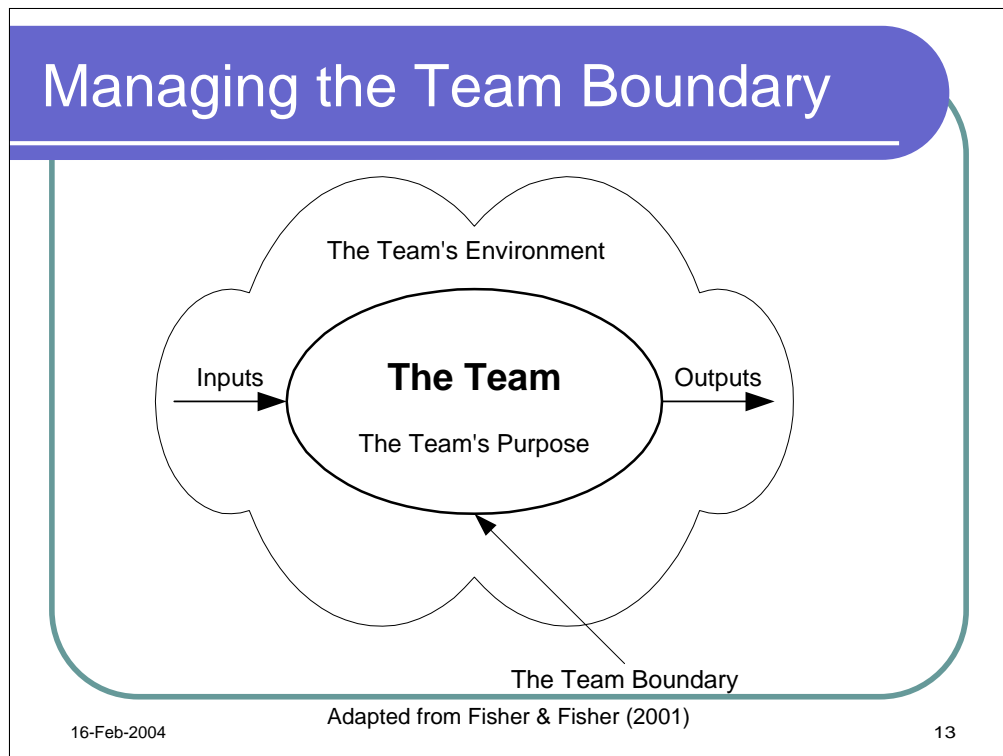 Managing the Team Boundary
The Team's Environment
Inputs
The Team
Outputs
The Team's Purpose
The Team Boundary
Adapted from Fisher & Fisher (2001)
16-Feb-2004
13